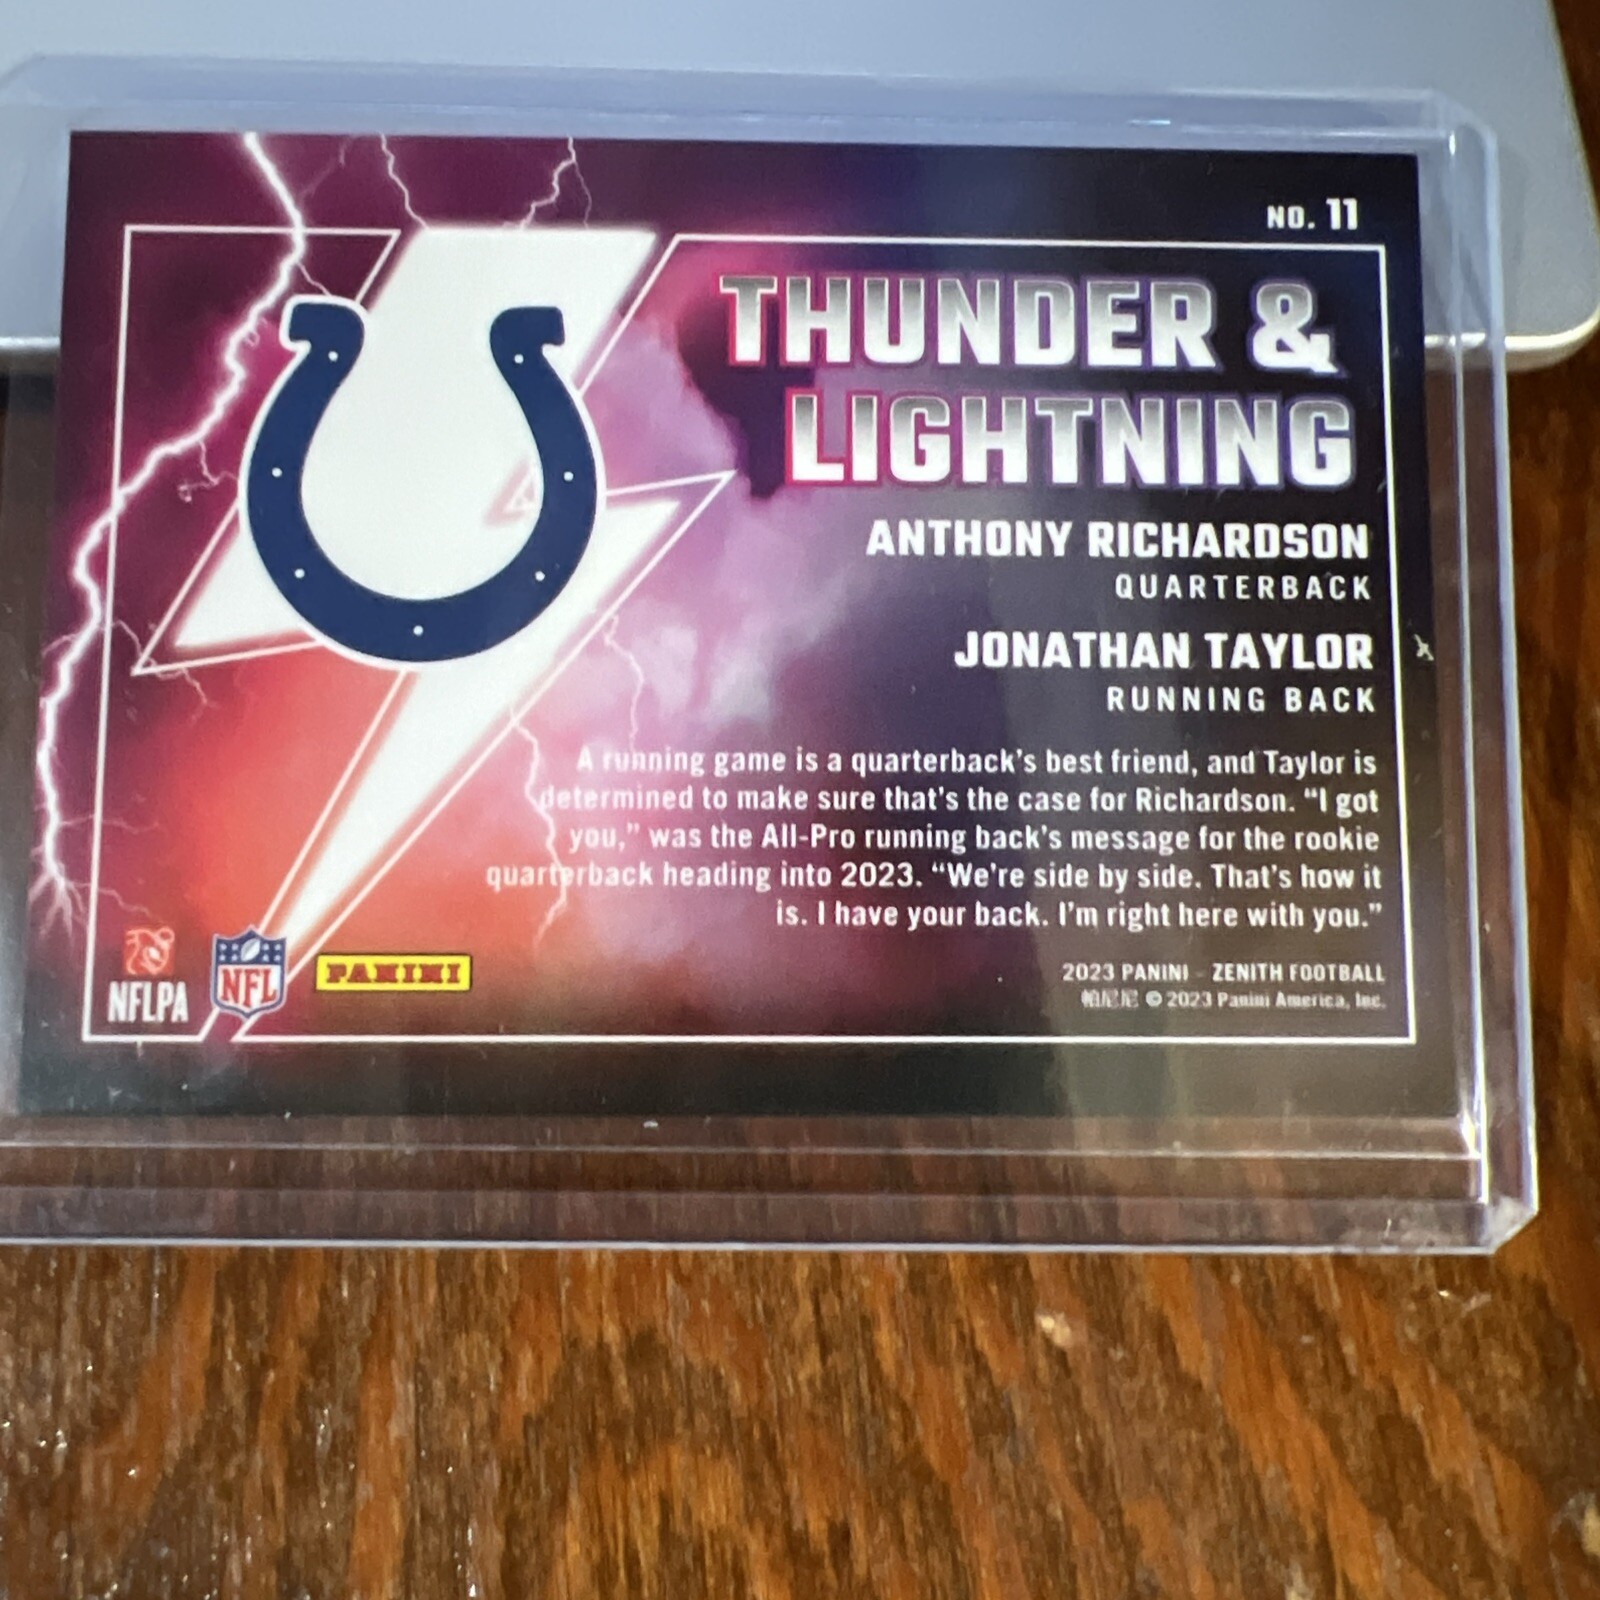 NO. 11
THUNDER &
LIGHTNING
ANTHONY RICHARDSON
QUARTERBACK
JONATHAN TAYLOR
RUNNING BACK
A running game is a quarterback's best friend, and Taylor is
determined to make sure that's the case for Richardson. “I got
you,” was the All-Pro running back's message for the rookie
quarterback heading into 2023. “We're side by side. That's how it
is. I have your back. I'm right here with you.”
NFLPA
NFL
PANINI
2023 PANINI - ZENITH FOOTBALL
帕尼尼 © 2023 Panini America, Inc.